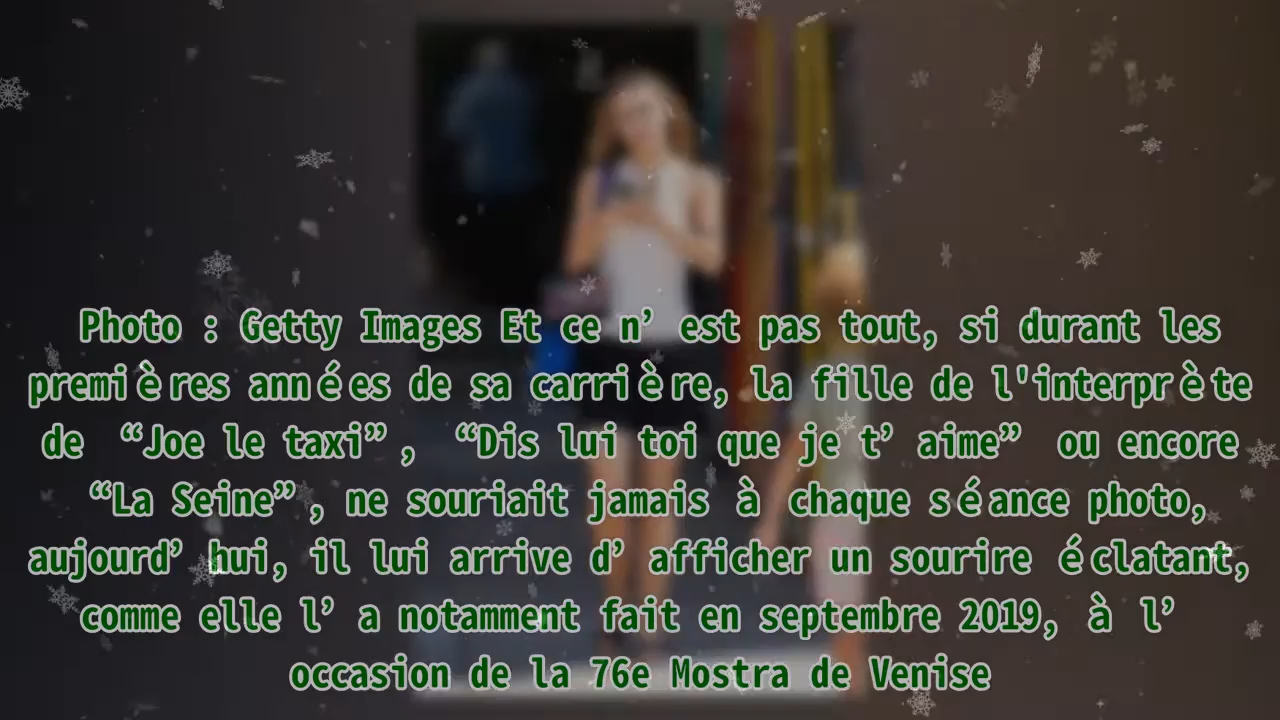 Photo : Getty Images Et ce n’ est pas tout, si durant les
premières années de sa carrière, la fille de l'interprète
de “Joe le taxi”, “Dis lui toi que je t’ aime” ou encore
“La Seine”, ne souriait jamais à chaque séance photo,
aujourd’ hui, il lui arrive d’ afficher un sourire éclatant,
comme elle l’ a notamment fait en septembre 2019, à l’
occasion de la 76e Mostra de Venise